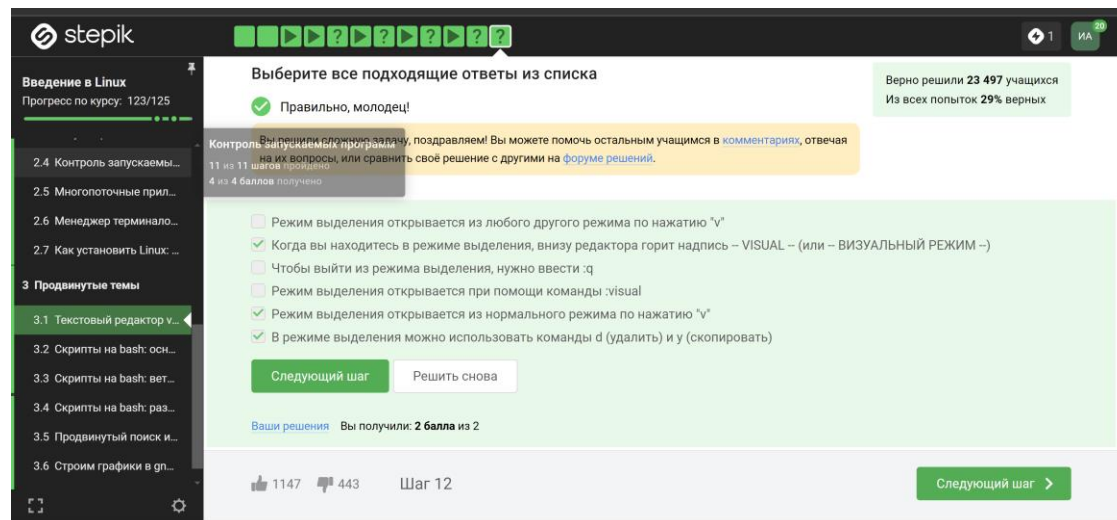 stepik
? ? ? ? ?
1
ИА
20
Введение в Linux
Прогресс по курсу: 123/125
2.4 Контроль запускаемы...
2.5 Многопоточные прил...
2.6 Менеджер терминало...
2.7 Как установить Linux: ...
3 Продвинутые темы
3.1 Текстовый редактор v...
3.2 Скрипты на bash: осн...
3.3 Скрипты на bash: вет...
3.4 Скрипты на bash: раз...
3.5 Продвинутый поиск и...
3.6 Строим графики в gn...
Выберите все подходящие ответы из списка
Правильно, молодец!
Верно решили 23 497 учащихся
Из всех попыток 29% верных
Контроль запускаемых программ
11 из 11 шагов пройдено
4 из 4 баллов получено
Вы решили сложную задачу, поздравляем! Вы можете помочь остальным учащимся в комментариях, отвечая
на их вопросы, или сравнить своё решение с другими на форуме решений.
Режим выделения открывается из любого другого режима по нажатию "v"
Когда вы находитесь в режиме выделения, внизу редактора горит надпись -- VISUAL -- (или -- ВИЗУАЛЬНЫЙ РЕЖИМ --)
Чтобы выйти из режима выделения, нужно ввести :q
Режим выделения открывается при помощи команды :visual
Режим выделения открывается из нормального режима по нажатию "v"
В режиме выделения можно использовать команды d (удалить) и y (скопировать)
Следующий шаг
Решить снова
Ваши решения Вы получили: 2 балла из 2
1147 443 Шаг 12
Следующий шаг